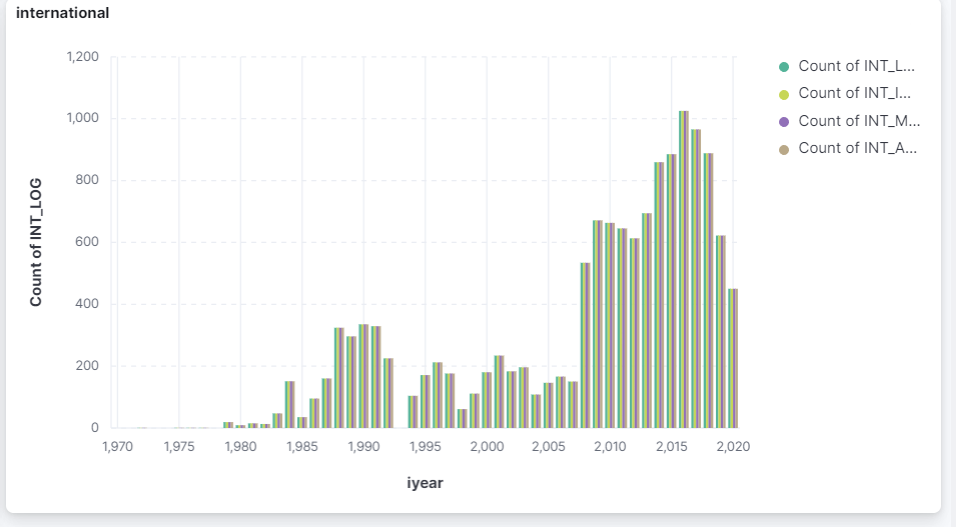 international
1,200
1,000
800
600
400
200
0
Count of INT_LOG
1,970 1,975 1,980 1,985 1,990 1,995 2,000 2,005 2,010 2,015 2,020
iyear
Count of INT_L...
Count of INT_I...
Count of INT_M...
Count of INT_A...